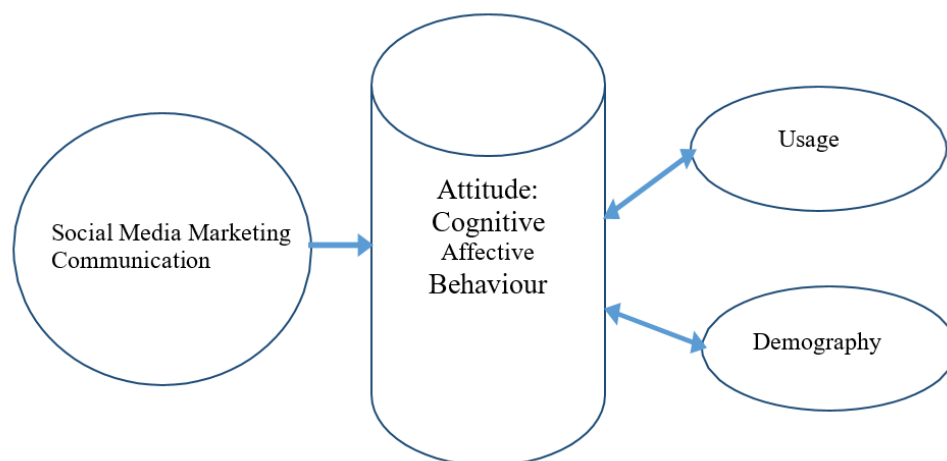 Social Media Marketing
Communication
Attitude:
Cognitive
Affective
Behaviour
Usage
Demography